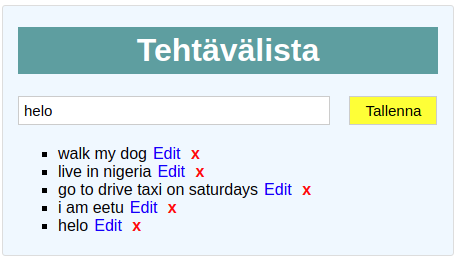 Tehtävälista
helo Tallenna
walk my dog Edit x
live in nigeria Edit x
go to drive taxi on saturdays Edit x
i am eetu Edit x
helo Edit x